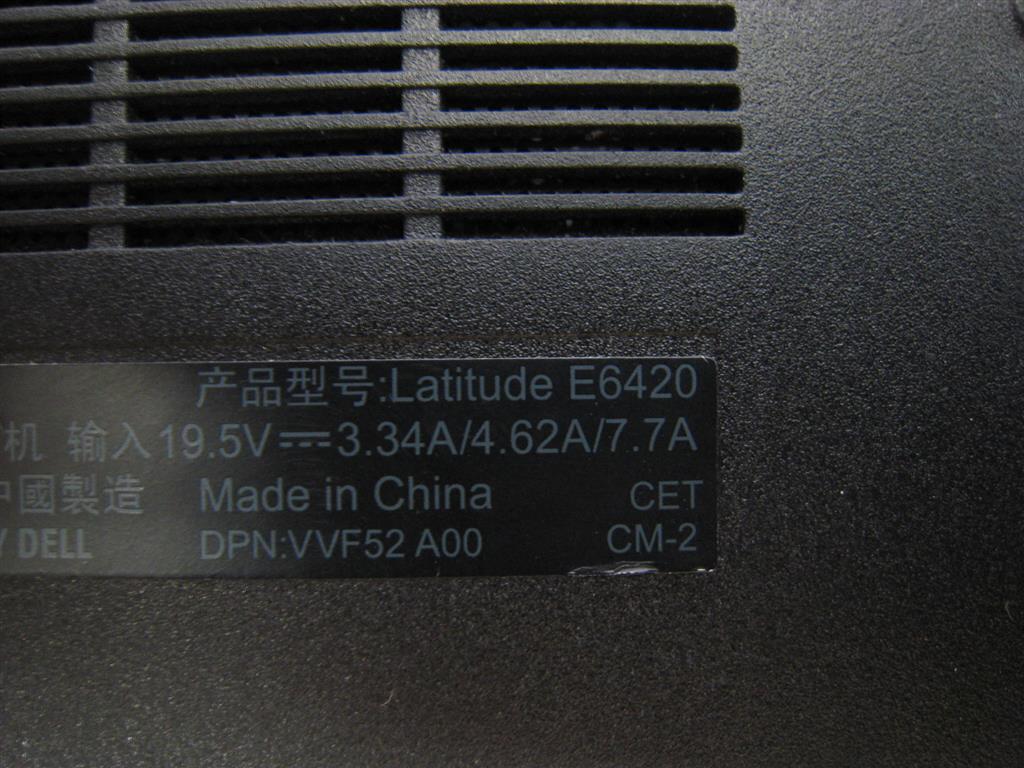 产品型号:Latitude E6420
机 输入19.5V⎓3.34A/4.62A/7.7A
中國製造 Made in China CET
DELL DPN:VVF52 A00 CM-2